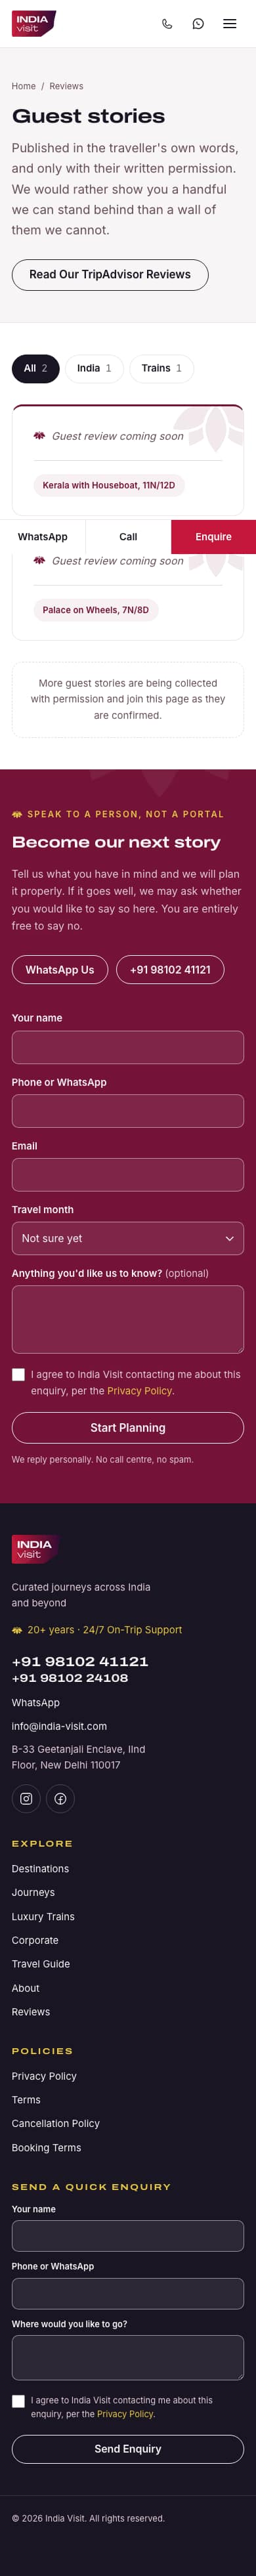 INDIA
visit
Home / Reviews
Guest stories
Published in the traveller's own words,
and only with their written permission.
We would rather show you a handful
we can stand behind than a wall of
them we cannot.
Read Our TripAdvisor Reviews
All 2
India 1
Trains 1
Guest review coming soon
Kerala with Houseboat, 11N/12D
WhatsApp
Call
Enquire
Guest review coming soon
Palace on Wheels, 7N/8D
More guest stories are being collected
with permission and join this page as they
are confirmed.
SPEAK TO A PERSON, NOT A PORTAL
Become our next story
Tell us what you have in mind and we will plan
it properly. If it goes well, we may ask whether
you would like to say so here. You are entirely
free to say no.
WhatsApp Us
+91 98102 41121
Your name
Phone or WhatsApp
Email
Travel month
Not sure yet
Anything you'd like us to know? (optional)
I agree to India Visit contacting me about this
enquiry, per the Privacy Policy.
Start Planning
We reply personally. No call centre, no spam.
INDIA
visit
Curated journeys across India
and beyond
20+ years · 24/7 On-Trip Support
+91 98102 41121
+91 98102 24108
WhatsApp
info@india-visit.com
B-33 Geetanjali Enclave, IInd
Floor, New Delhi 110017
EXPLORE
Destinations
Journeys
Luxury Trains
Corporate
Travel Guide
About
Reviews
POLICIES
Privacy Policy
Terms
Cancellation Policy
Booking Terms
SEND A QUICK ENQUIRY
Your name
Phone or WhatsApp
Where would you like to go?
I agree to India Visit contacting me about this
enquiry, per the Privacy Policy.
Send Enquiry
© 2026 India Visit. All rights reserved.